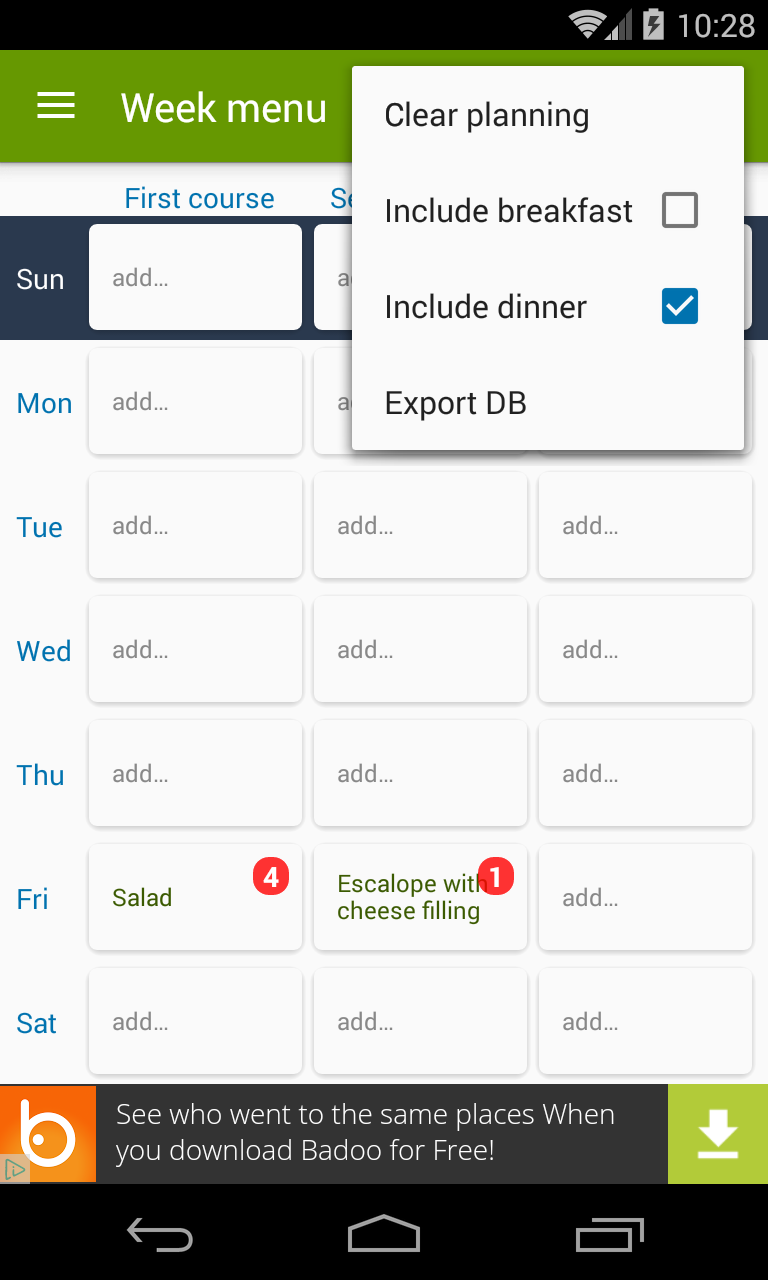 10:28
Week menu
Clear planning
Include breakfast
Include dinner
Export DB
First course
Se
Sun
add...
a
Mon
add...
a
Tue
add...
add...
add...
Wed
add...
add...
add...
Thu
add...
add...
add...
Fri
Salad
4
Escalope with
cheese filling
1
add...
Sat
add...
add...
add...
b
See who went to the same places When
you download Badoo for Free!